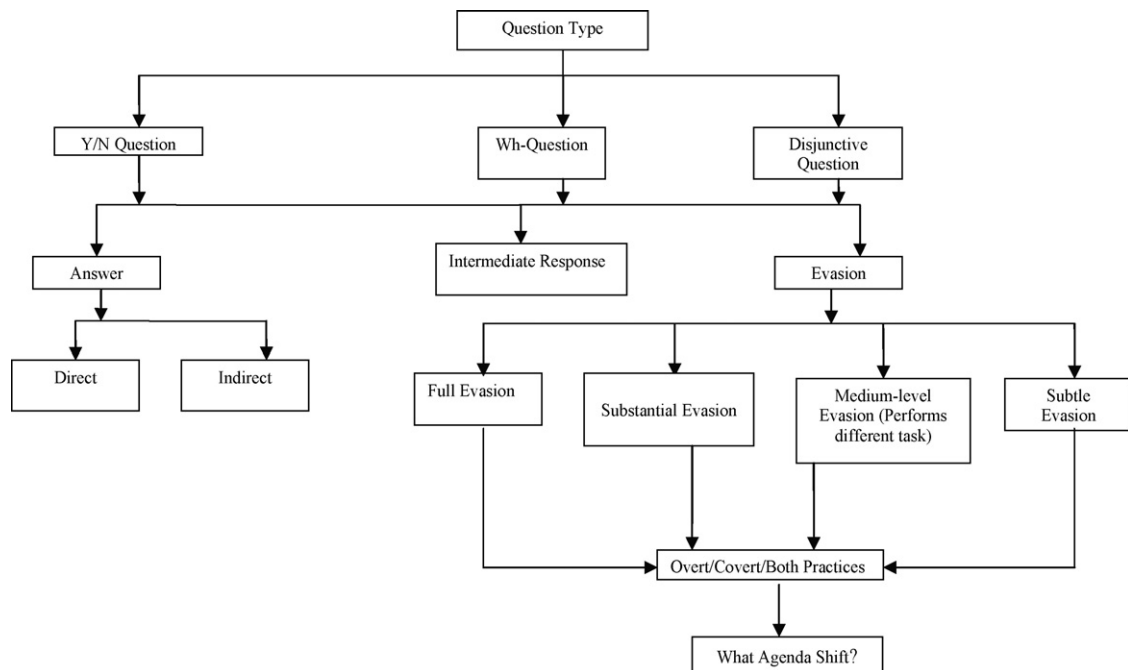 Question Type
Y/N Question
Wh-Question
Disjunctive
Question
Answer
Intermediate Response
Evasion
Direct
Indirect
Full Evasion
Substantial Evasion
Medium-level
Evasion (Performs
different task)
Subtle
Evasion
Overt/Covert/Both Practices
What Agenda Shift?